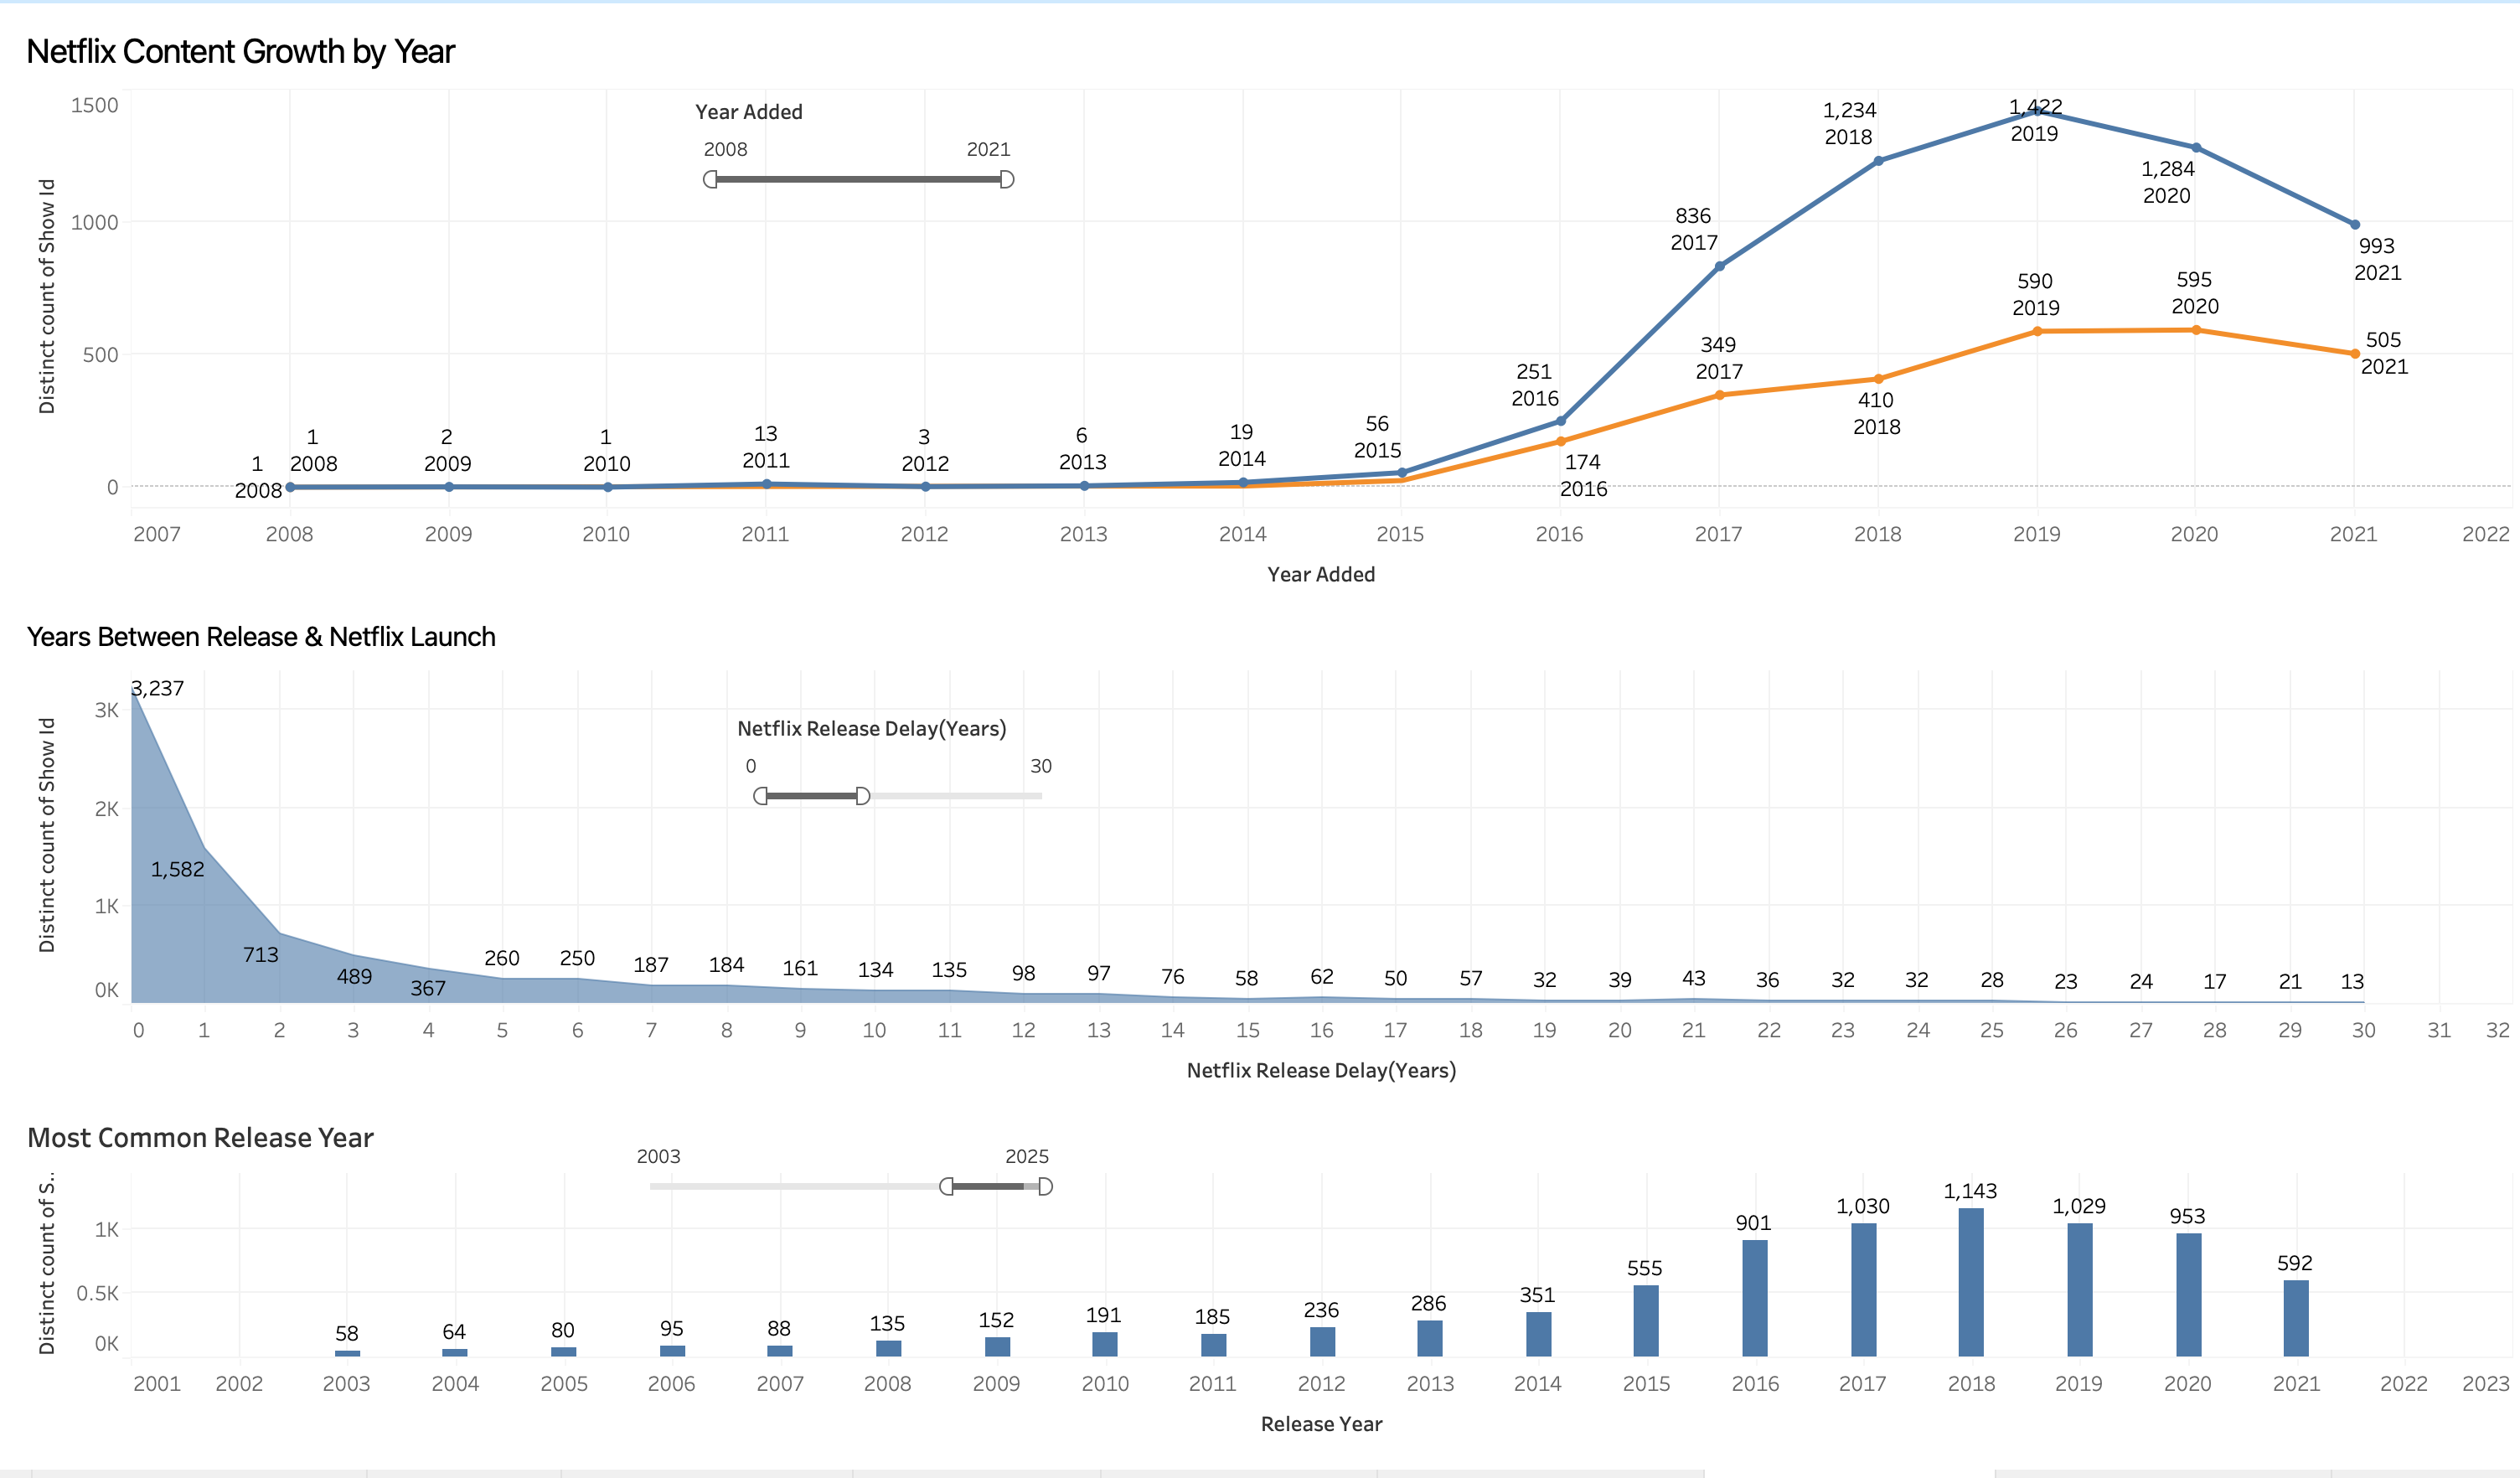 Netflix Content Growth by Year
Distinct count of Show Id
1500
1000
500
0
Year Added
2008 2021
1
2008
1
2008
2
2009
1
2010
13
2011
3
2012
6
2013
19
2014
56
2015
251
2016
174
2016
836
2017
349
2017
1,234
2018
410
2018
1,422
2019
590
2019
1,284
2020
595
2020
993
2021
505
2021
2007 2008 2009 2010 2011 2012 2013 2014 2015 2016 2017 2018 2019 2020 2021 2022
Year Added
Years Between Release & Netflix Launch
Distinct count of Show Id
3K
2K
1K
0K
Netflix Release Delay(Years)
0 30
3,237
1,582
713
489
367
260 250 187 184 161 134 135 98 97 76 58 62 50 57 32 39 43 36 32 32 28 23 24 17 21 13
0 1 2 3 4 5 6 7 8 9 10 11 12 13 14 15 16 17 18 19 20 21 22 23 24 25 26 27 28 29 30 31 32
Netflix Release Delay(Years)
Most Common Release Year
2003 2025
Distinct count of S..
1K
0.5K
0K
58 64 80 95 88 135 152 191 185 236 286 351 555 901 1,030 1,143 1,029 953 592
2001 2002 2003 2004 2005 2006 2007 2008 2009 2010 2011 2012 2013 2014 2015 2016 2017 2018 2019 2020 2021 2022 2023
Release Year